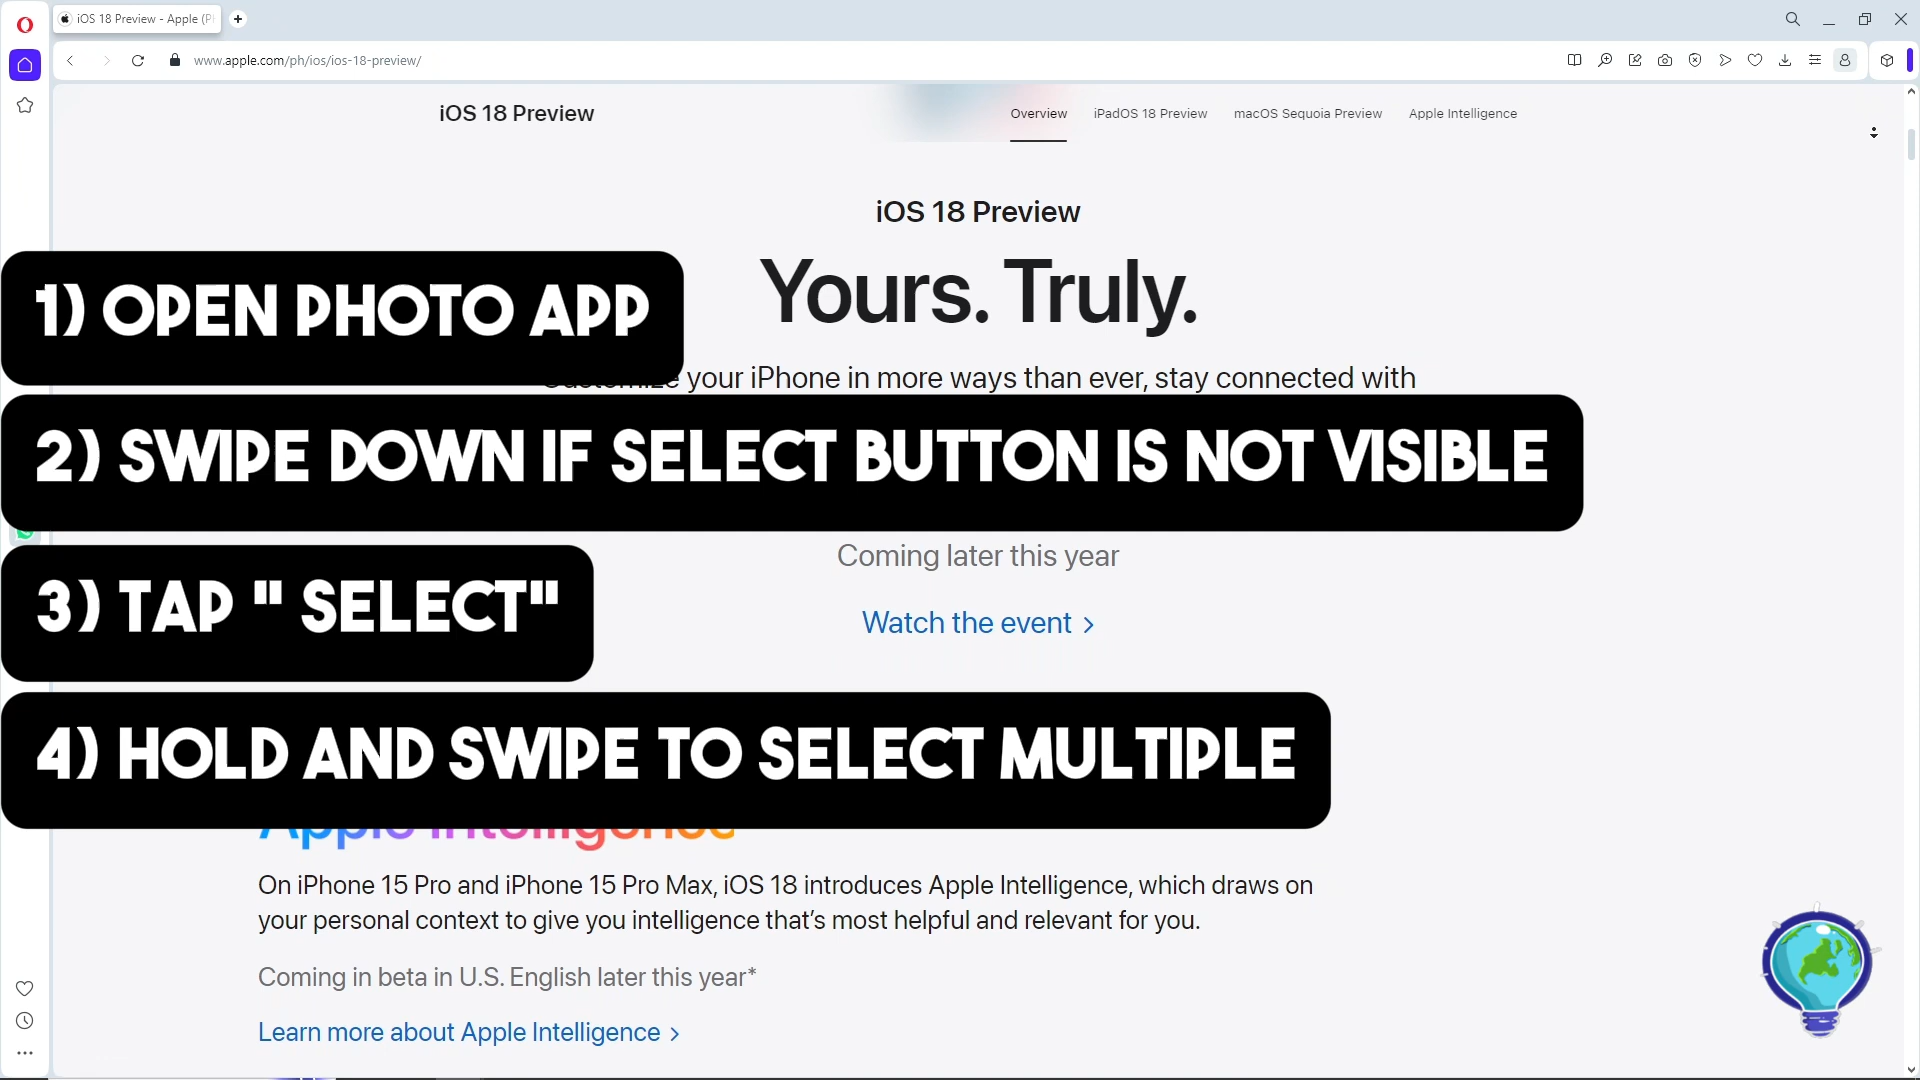 iOS 18 Preview - Apple (P
www.apple.com/ph/ios/ios-18-preview/
iOS 18 Preview
Overview
iPadOS 18 Preview
macOS Sequoia Preview
Apple Intelligence
iOS 18 Preview
Yours. Truly.
1) OPEN PHOTO APP
Customize your iPhone in more ways than ever, stay connected with
2) SWIPE DOWN IF SELECT BUTTON IS NOT VISIBLE
Coming later this year
3) TAP " SELECT"
Watch the event >
4) HOLD AND SWIPE TO SELECT MULTIPLE
Apple Intelligence
On iPhone 15 Pro and iPhone 15 Pro Max, iOS 18 introduces Apple Intelligence, which draws on
your personal context to give you intelligence that’s most helpful and relevant for you.
Coming in beta in U.S. English later this year*
Learn more about Apple Intelligence >